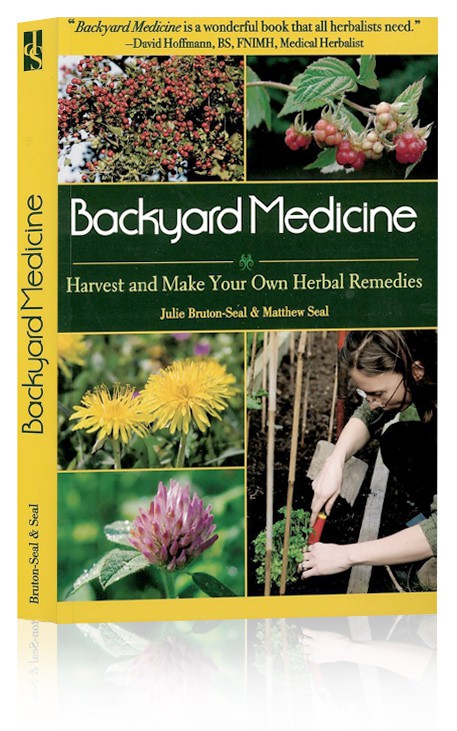 “Backyard Medicine is a wonderful book that all herbalists need.”
—David Hoffmann, BS, FNIMH, Medical Herbalist
Backyard Medicine
Harvest and Make Your Own Herbal Remedies
Julie Bruton-Seal & Matthew Seal
Backyard Medicine
Bruton-Seal & Seal